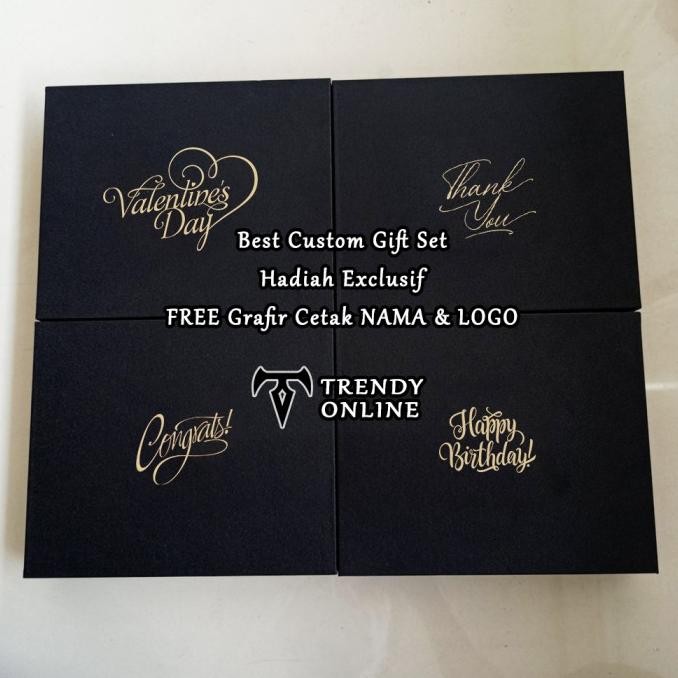 Valentine's
Day
Thank
You
Best Custom Gift Set
Hadiah Exclusif
FREE Grafir Cetak NAMA & LOGO
TRENDY
ONLINE
Congrats!
Happy
Birthday!